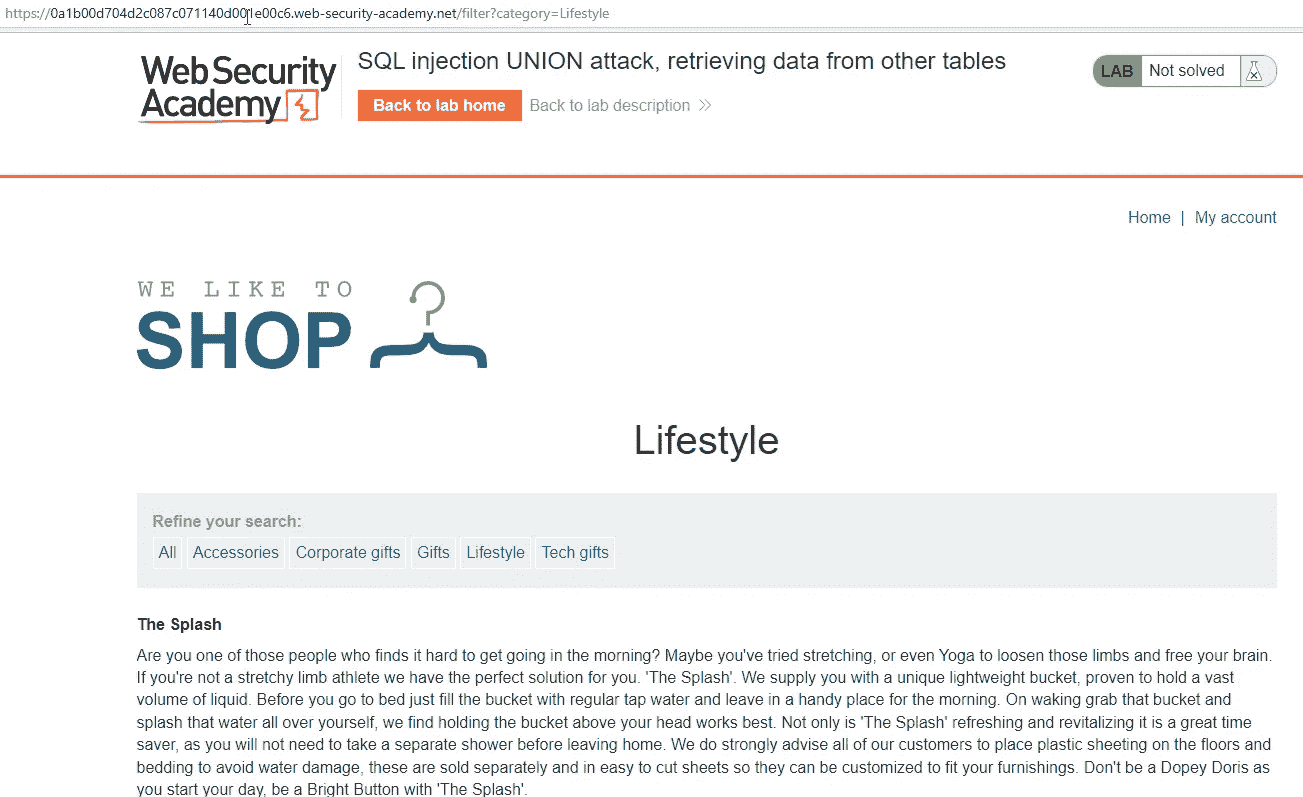 https://0a1b00d704d2c087c071140d001e00c6.web-security-academy.net/filter?category=Lifestyle
WebSecurity
Academy
SQL injection UNION attack, retrieving data from other tables
Back to lab home
Back to lab description
LAB
Not solved
Home | My account
WE LIKE TO
SHOP
Lifestyle
Refine your search:
All
Accessories
Corporate gifts
Gifts
Lifestyle
Tech gifts
The Splash
Are you one of those people who finds it hard to get going in the morning? Maybe you've tried stretching, or even Yoga to loosen those limbs and free your brain.
If you're not a stretchy limb athlete we have the perfect solution for you. 'The Splash'. We supply you with a unique lightweight bucket, proven to hold a vast
volume of liquid. Before you go to bed just fill the bucket with regular tap water and leave in a handy place for the morning. On waking grab that bucket and
splash that water all over yourself, we find holding the bucket above your head works best. Not only is 'The Splash' refreshing and revitalizing it is a great time
saver, as you will not need to take a separate shower before leaving home. We do strongly advise all of our customers to place plastic sheeting on the floors and
bedding to avoid water damage, these are sold separately and in easy to cut sheets so they can be customized to fit your furnishings. Don't be a Dopey Doris as
you start your day, be a Bright Button with 'The Splash'.